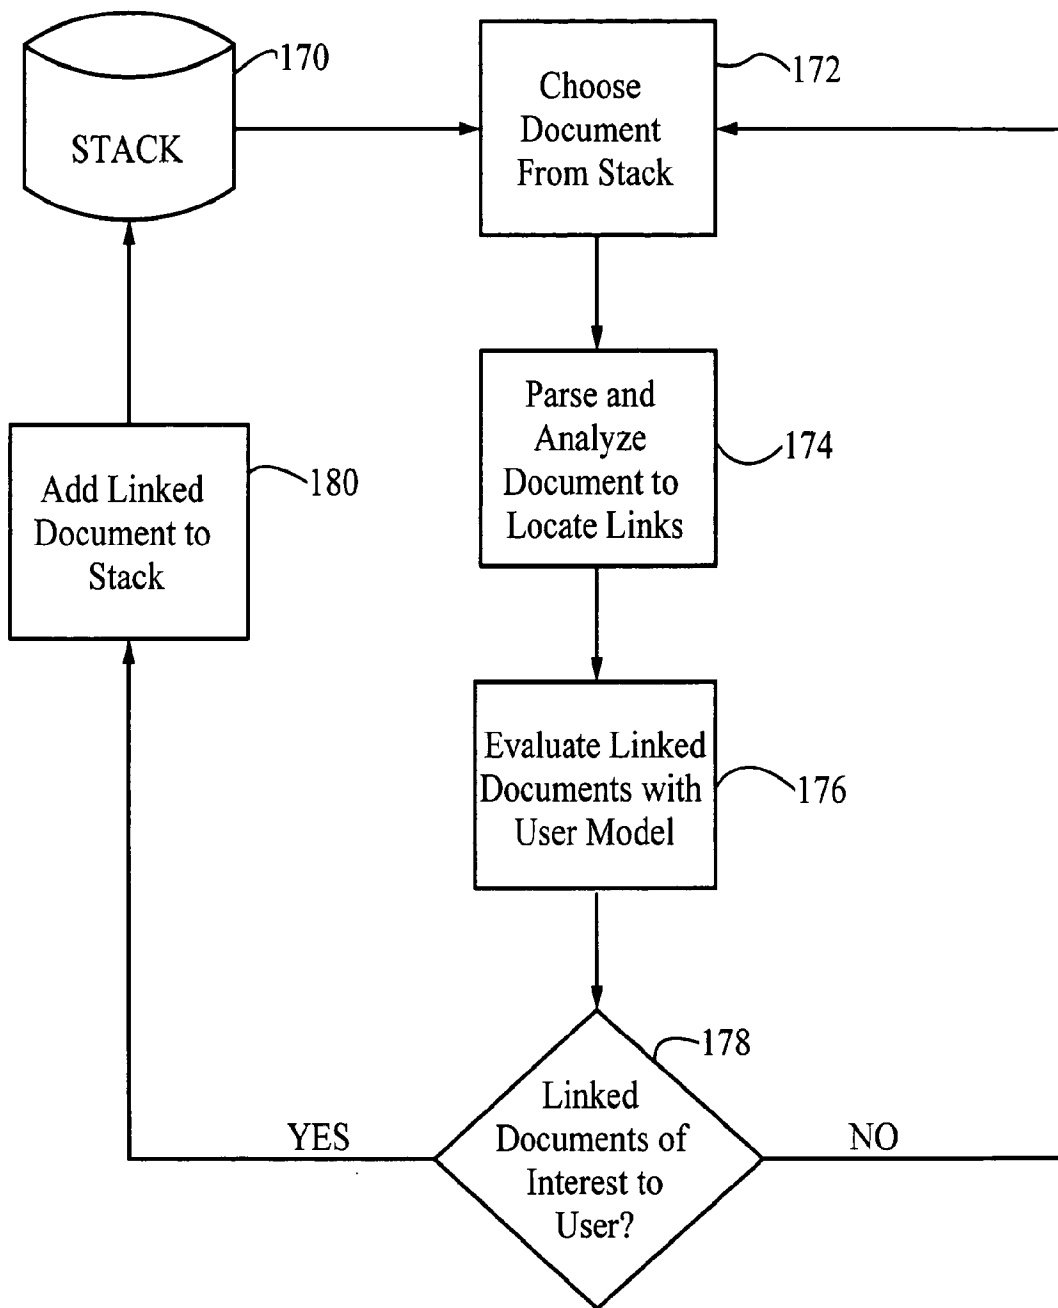 170
STACK
172
Choose
Document
From Stack
Parse and
Analyze
Document to
Locate Links
174
180
Add Linked
Document to
Stack
Evaluate Linked
Documents with
User Model
176
178
Linked
Documents of
Interest to
User?
YES
NO